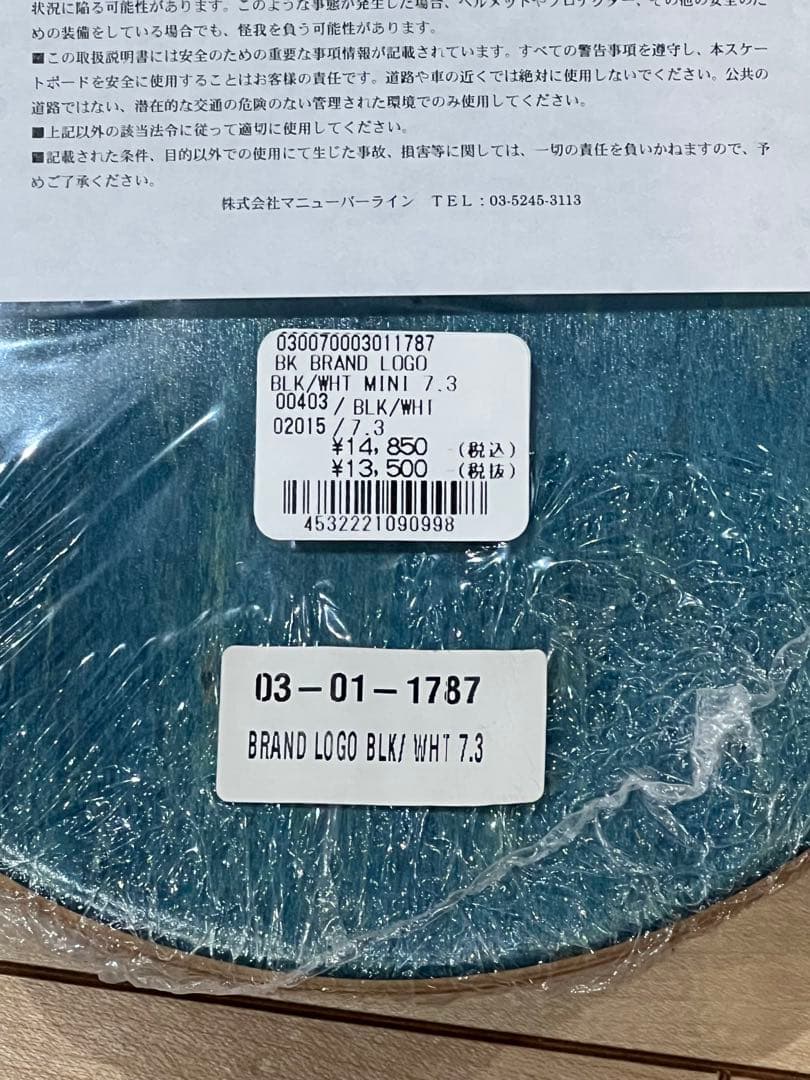 状況に陥る可能性があります。このような事態が発生した場合、ヘルメットやプロテクター、その他の安全のた
めの装備をしている場合でも、怪我を負う可能性があります。
■この取扱説明書には安全のための重要な事項情報が記載されています。すべての警告事項を遵守し、本スケー
トボードを安全に使用することはお客様の責任です。道路や車の近くでは絶対に使用しないでください。公共の
道路ではない、潜在的な交通の危険のない管理された環境でのみ使用してください。
■上記以外の該当法令に従って適切に使用してください。
■記載された条件、目的以外での使用にて生じた事故、損害等に関しては、一切の責任を負いかねますので、予
めご了承ください。
株式会社マニューバーライン　TEL：03-5245-3113
030070003011787
BK BRAND LOGO
BLK/WHT MINI 7.3
00403 / BLK/WHT
02015 / 7.3
¥14,850 -(税込)
¥13,500 -(税抜)
4532221090998
03-01-1787
BRAND LOGO BLK/ WHT 7.3